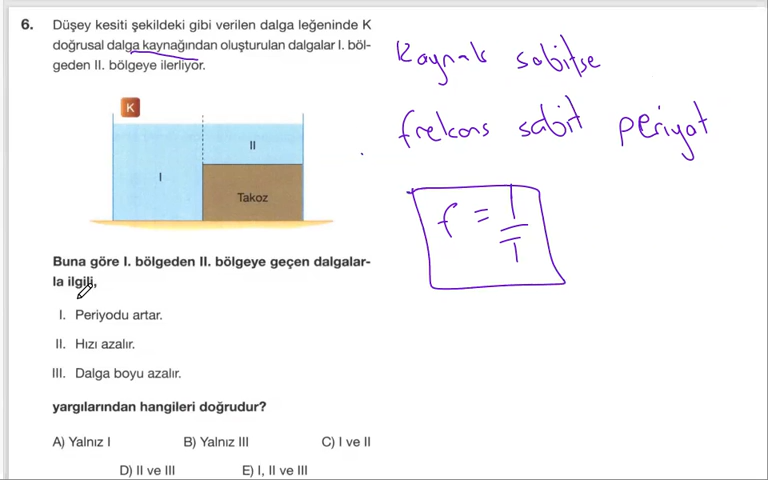 6. Düşey kesiti şekildeki gibi verilen dalga leğeninde K
doğrusal dalga kaynağından oluşturulan dalgalar I. böl-
geden II. bölgeye ilerliyor.
K
II
I
Takoz
Buna göre I. bölgeden II. bölgeye geçen dalgalar-
la ilgili,
I. Periyodu artar.
II. Hızı azalır.
III. Dalga boyu azalır.
yargılarından hangileri doğrudur?
A) Yalnız I B) Yalnız III C) I ve II
D) II ve III E) I, II ve III
Kaynak sabitse
frekans sabit periyot
f = 1/T